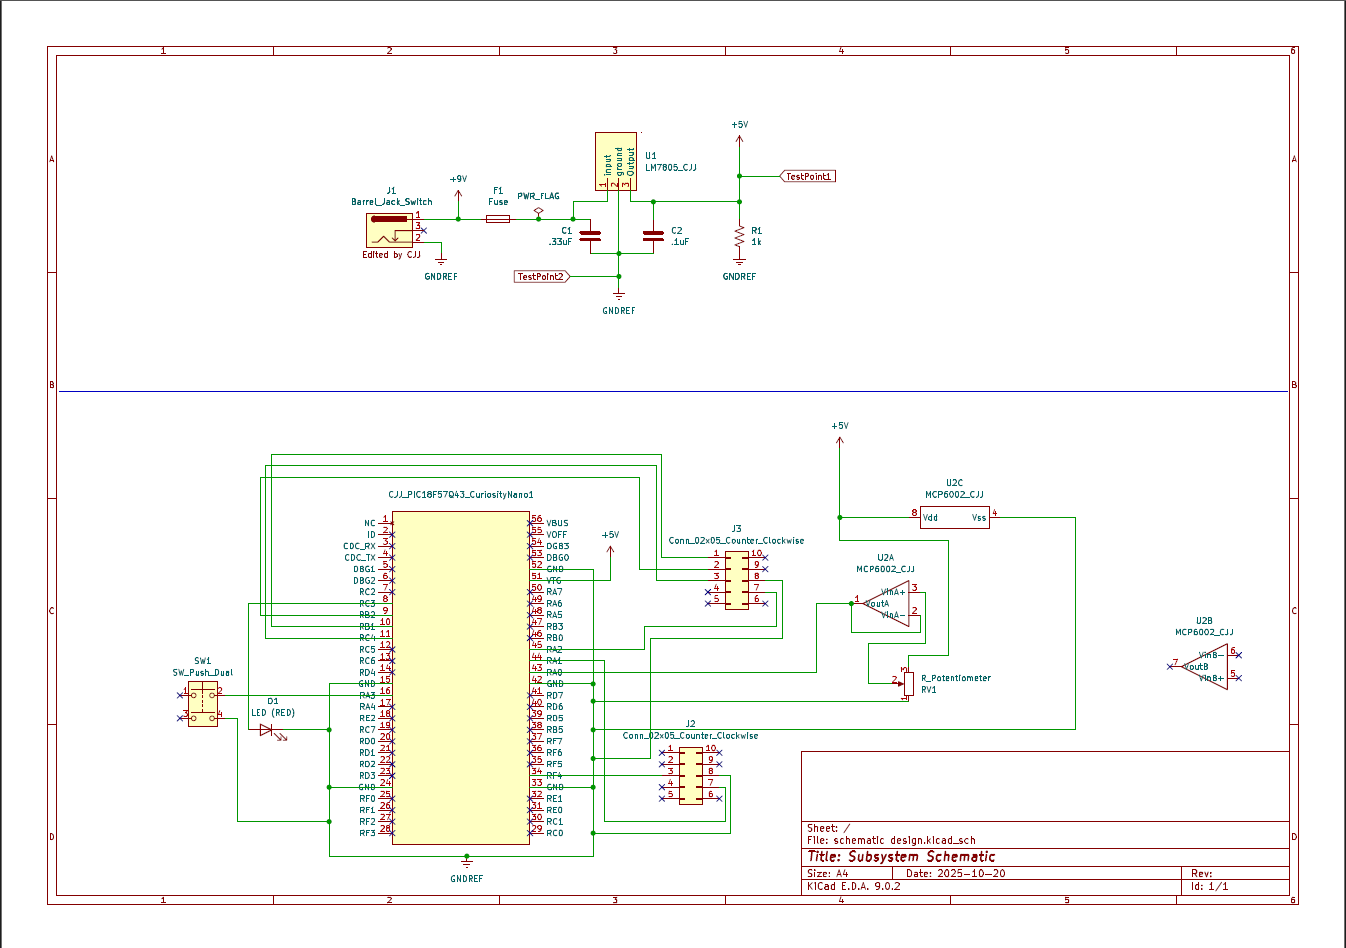 1 2 3 4 5 6
A A
+5V
U1
LM7805_CJJ
Input
ground
Output
1 2 3
TestPoint1
+9V
J1
Barrel_Jack_Switch
F1
Fuse
PWR_FLAG
1
3
2
Edited by CJJ
C1
.33uF
C2
.1uF
R1
1k
GNDREF
TestPoint2
GNDREF
GNDREF
B B
+5V
U2C
MCP6002_CJJ
8 Vdd Vss 4
CJJ_PIC18F57Q43_CuriosityNano1
NC 1
ID 2
CDC_RX 3
CDC_TX 4
DBG1 5
DBG2 6
RC2 7
RC3 8
RB2 9
RB1 10
RC4 11
RC5 12
RC6 13
RD4 14
GND 15
RA3 16
RA4 17
RE2 18
RC7 19
RD0 20
RD1 21
RD2 22
RD3 23
GND 24
RF0 25
RF1 26
RF2 27
RF3 28
56 VBUS
55 VOFF
54 DGB3
53 DBG0
52 GND
51 VTG
50 RA7
49 RA6
48 RA5
47 RB3
46 RB0
45 RA2
44 RA1
43 RA0
42 GND
41 RD7
40 RD6
39 RD5
38 RB5
37 RF7
36 RF6
35 RF5
34 RF4
33 GND
32 RE1
31 RE0
30 RC1
29 RC0
+5V
J3
Conn_02x05_Counter_Clockwise
1 10
2 9
3 8
4 7
5 6
U2A
MCP6002_CJJ
VinA+ 3
1 VoutA
VinA- 2
C C
U2B
MCP6002_CJJ
VinB- 6
7 VoutB
VinB+ 5
SW1
SW_Push_Dual
1 2
3 4
D1
LED (RED)
3
2
1
R_Potentiometer
RV1
J2
Conn_02x05_Counter_Clockwise
1 10
2 9
3 8
4 7
5 6
GNDREF
D D
Sheet: /
File: schematic design.kicad_sch
Title: Subsystem Schematic
Size: A4 Date: 2025-10-20 Rev:
KiCad E.D.A. 9.0.2 Id: 1/1
1 2 3 4 5 6